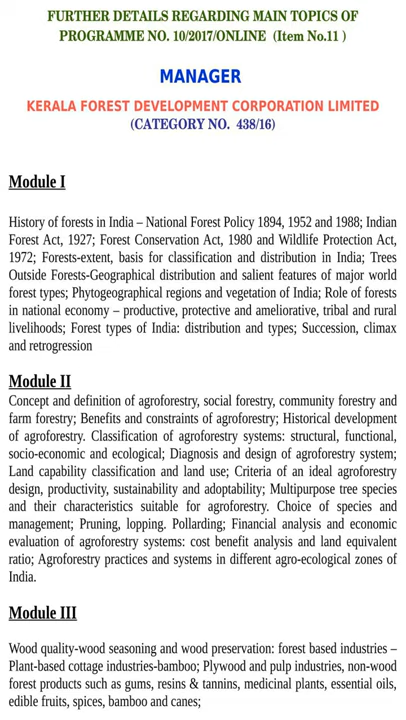 FURTHER DETAILS REGARDING MAIN TOPICS OF
PROGRAMME NO. 10/2017/ONLINE (Item No.11 )
MANAGER
KERALA FOREST DEVELOPMENT CORPORATION LIMITED
(CATEGORY NO. 438/16)
Module I
History of forests in India – National Forest Policy 1894, 1952 and 1988; Indian
Forest Act, 1927; Forest Conservation Act, 1980 and Wildlife Protection Act,
1972; Forests-extent, basis for classification and distribution in India; Trees
Outside Forests-Geographical distribution and salient features of major world
forest types; Phytogeographical regions and vegetation of India; Role of forests
in national economy – productive, protective and ameliorative, tribal and rural
livelihoods; Forest types of India: distribution and types; Succession, climax
and retrogression
Module II
Concept and definition of agroforestry, social forestry, community forestry and
farm forestry; Benefits and constraints of agroforestry; Historical development
of agroforestry. Classification of agroforestry systems: structural, functional,
socio-economic and ecological; Diagnosis and design of agroforestry system;
Land capability classification and land use; Criteria of an ideal agroforestry
design, productivity, sustainability and adoptability; Multipurpose tree species
and their characteristics suitable for agroforestry. Choice of species and
management; Pruning, lopping. Pollarding; Financial analysis and economic
evaluation of agroforestry systems: cost benefit analysis and land equivalent
ratio; Agroforestry practices and systems in different agro-ecological zones of
India.
Module III
Wood quality-wood seasoning and wood preservation: forest based industries –
Plant-based cottage industries-bamboo; Plywood and pulp industries, non-wood
forest products such as gums, resins & tannins, medicinal plants, essential oils,
edible fruits, spices, bamboo and canes;